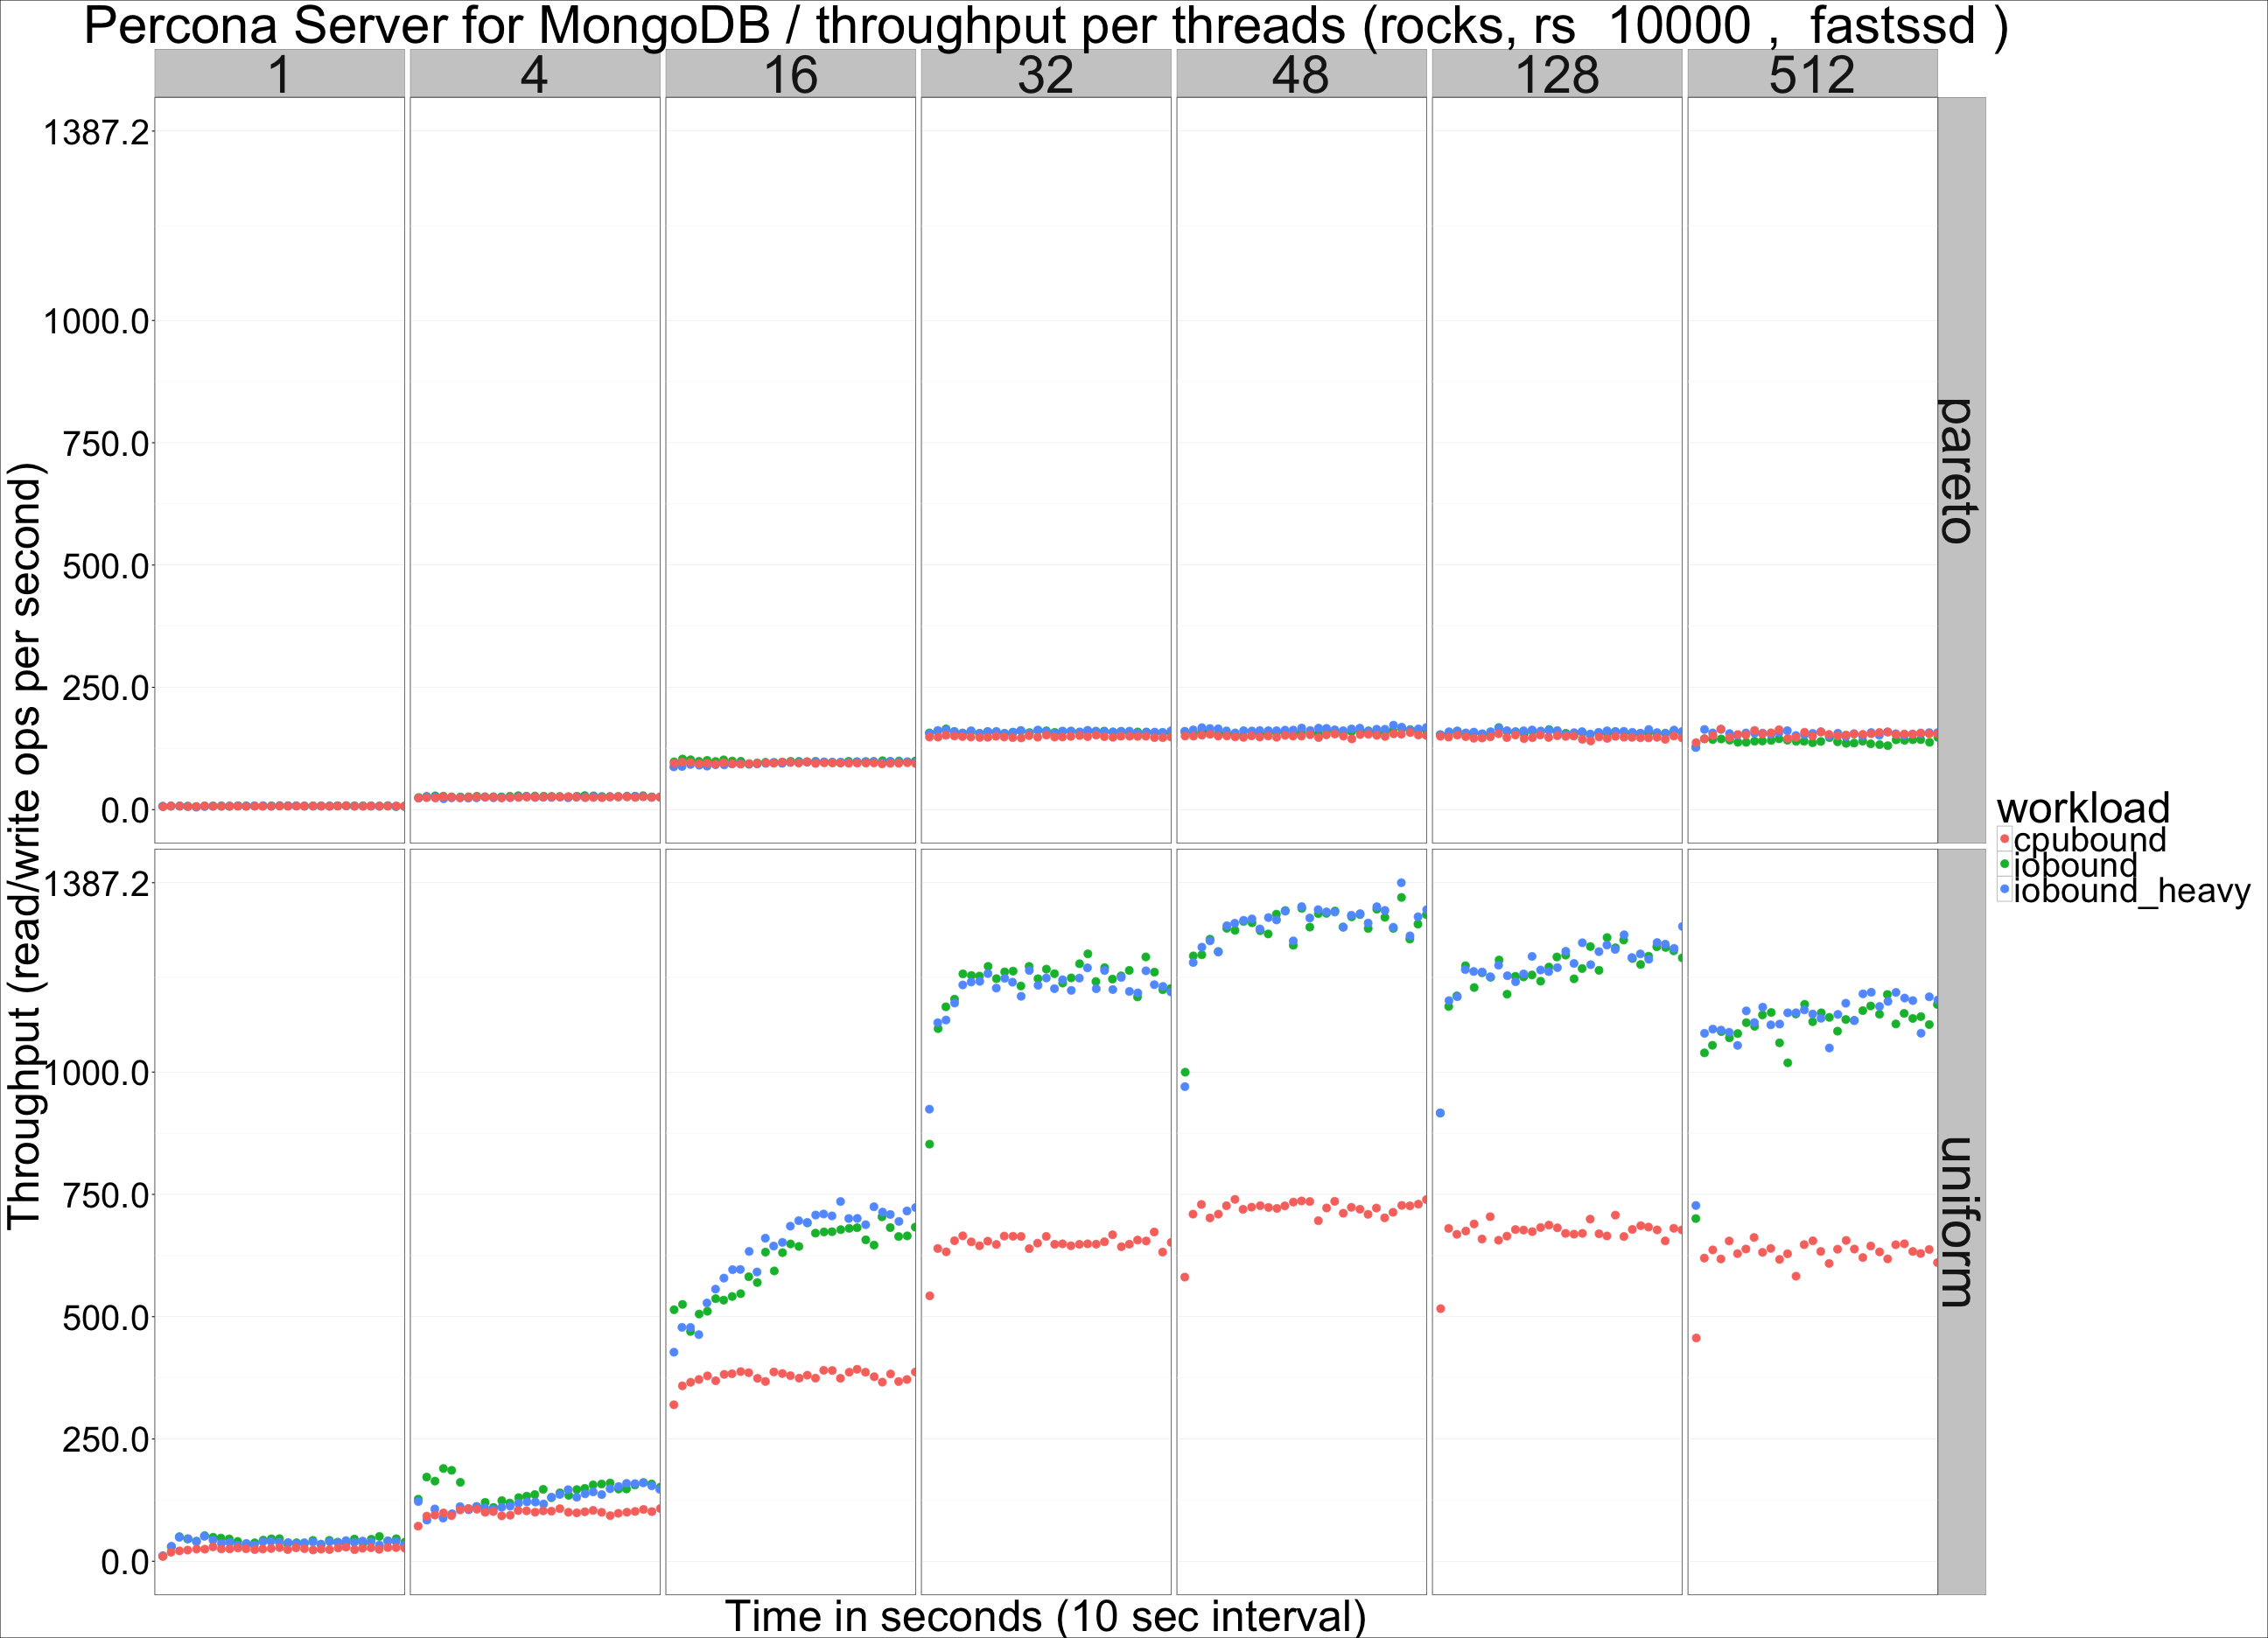 Percona Server for MongoDB / throughput per threads (rocks, rs 10000 , fastssd )
1 4 16 32 48 128 512
Throughput (read/write ops per second)
1387.2
1000.0
750.0
500.0
250.0
0.0
pareto
1387.2
1000.0
750.0
500.0
250.0
0.0
uniform
workload
cpubound
iobound
iobound_heavy
Time in seconds (10 sec interval)